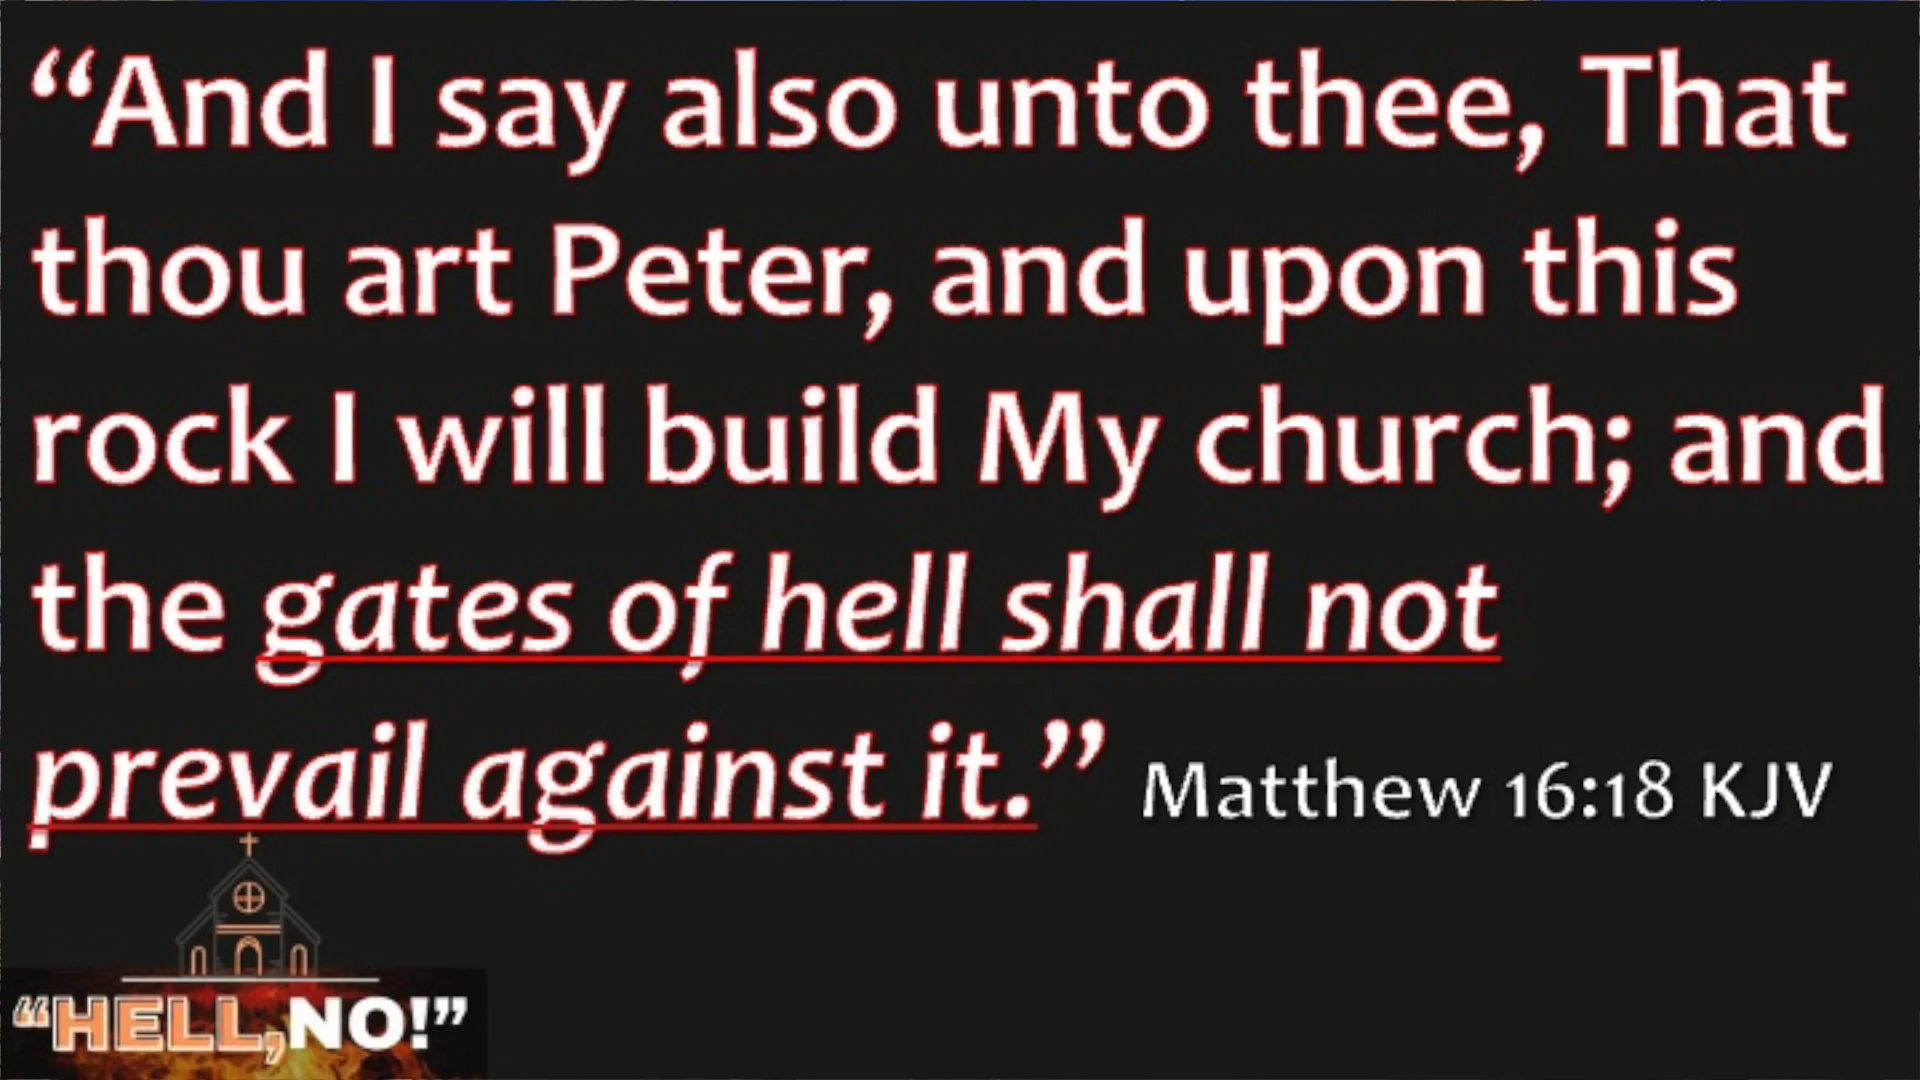 “And I say also unto thee, That
thou art Peter, and upon this
rock I will build My church; and
the gates of hell shall not
prevail against it.” Matthew 16:18 KJV
“HELL,NO!”